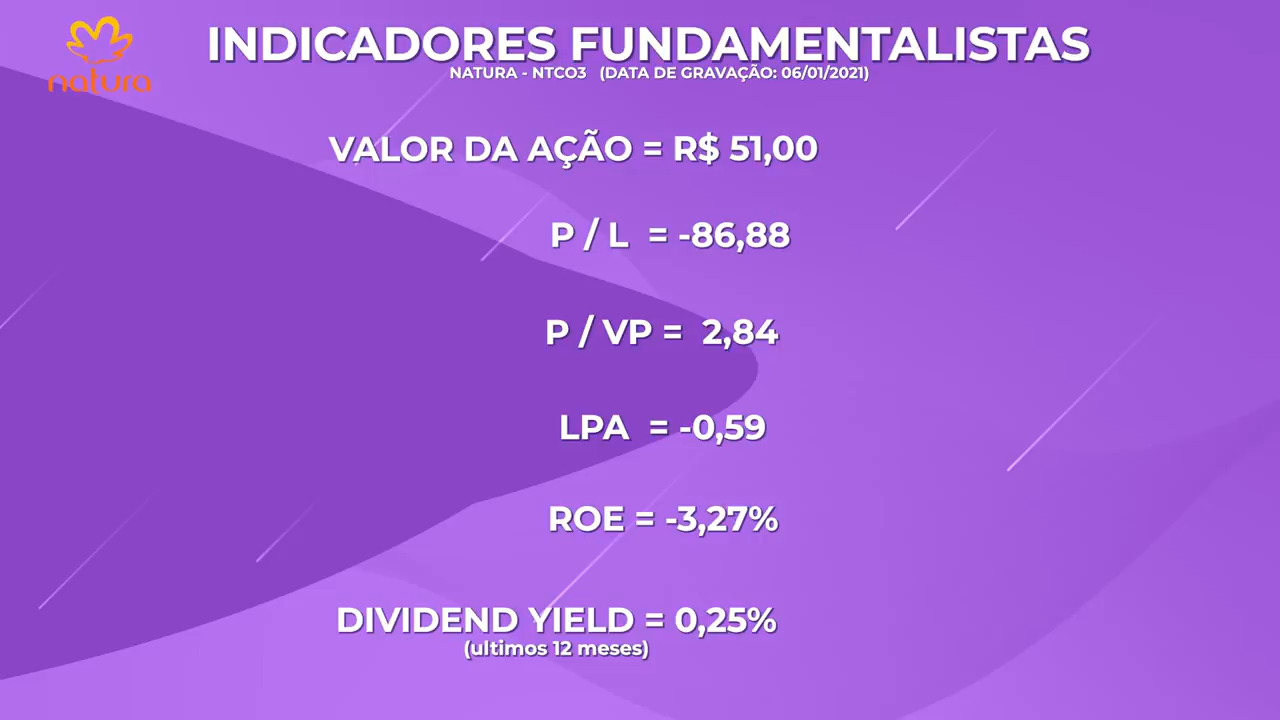 natura
INDICADORES FUNDAMENTALISTAS
NATURA - NTCO3 (DATA DE GRAVAÇÃO: 06/01/2021)
VALOR DA AÇÃO = R$ 51,00
P / L = -86,88
P / VP = 2,84
LPA = -0,59
ROE = -3,27%
DIVIDEND YIELD = 0,25%
(ultimos 12 meses)